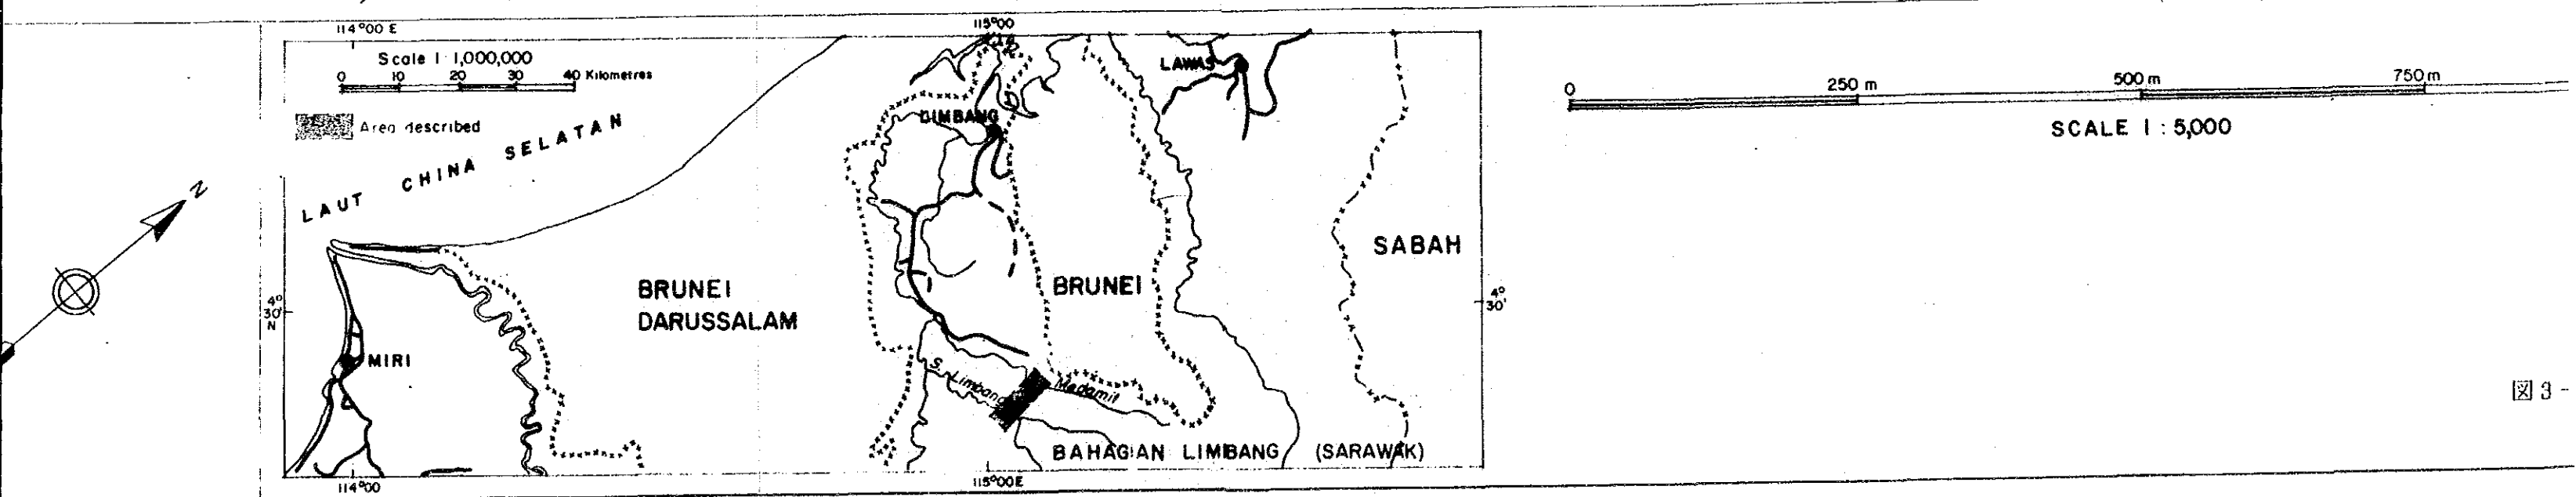 114°00 E
115°00
Scale 1:1,000,000
0 10 20 30 40 Kilometres
Area described
LAUT CHINA SELATAN
N
LAWAS
LIMBANG
0 250 m 500 m 750 m
SCALE 1 : 5,000
SABAH
BRUNEI
DARUSSALAM
BRUNEI
4°
30'
N
4°
30'
MIRI
S. Limbang
Medamit
BAHAGIAN LIMBANG (SARAWAK)
114°00
115°00E
図 3 -